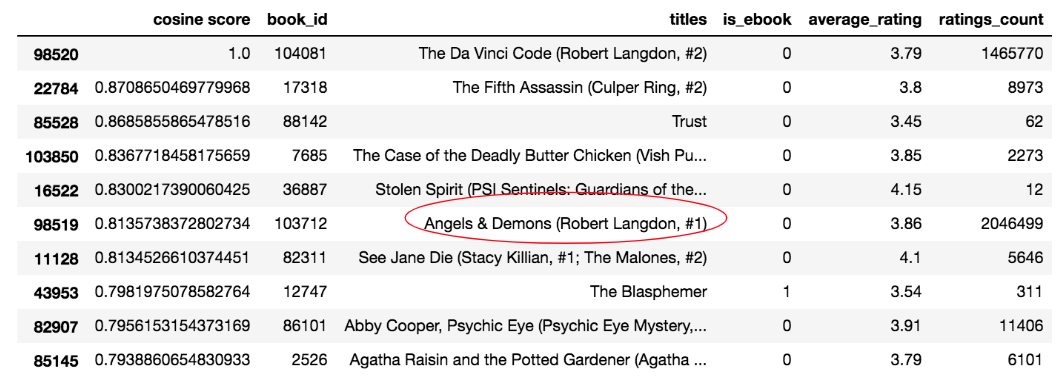 cosine score book_id titles is_ebook average_rating ratings_count
98520 1.0 104081 The Da Vinci Code (Robert Langdon, #2) 0 3.79 1465770
22784 0.8708650469779968 17318 The Fifth Assassin (Culper Ring, #2) 0 3.8 8973
85528 0.8685855865478516 88142 Trust 0 3.45 62
103850 0.8367718458175659 7685 The Case of the Deadly Butter Chicken (Vish Pu... 0 3.85 2273
16522 0.8300217390060425 36887 Stolen Spirit (PSI Sentinels: Guardians of the... 0 4.15 12
98519 0.8135738372802734 103712 Angels & Demons (Robert Langdon, #1) 0 3.86 2046499
11128 0.8134526610374451 82311 See Jane Die (Stacy Killian, #1; The Malones, #2) 0 4.1 5646
43953 0.7981975078582764 12747 The Blasphemer 1 3.54 311
82907 0.7956153154373169 86101 Abby Cooper, Psychic Eye (Psychic Eye Mystery,... 0 3.91 11406
85145 0.7938860654830933 2526 Agatha Raisin and the Potted Gardener (Agatha ... 0 3.79 6101